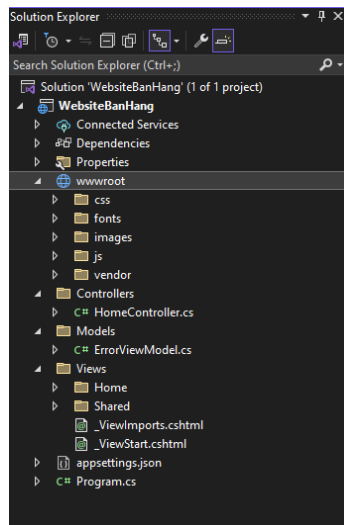 Solution Explorer
Search Solution Explorer (Ctrl+;)
Solution 'WebsiteBanHang' (1 of 1 project)
WebsiteBanHang
Connected Services
Dependencies
Properties
wwwroot
css
fonts
images
js
vendor
Controllers
C# HomeController.cs
Models
C# ErrorViewModel.cs
Views
Home
Shared
_ViewImports.cshtml
_ViewStart.cshtml
appsettings.json
C# Program.cs